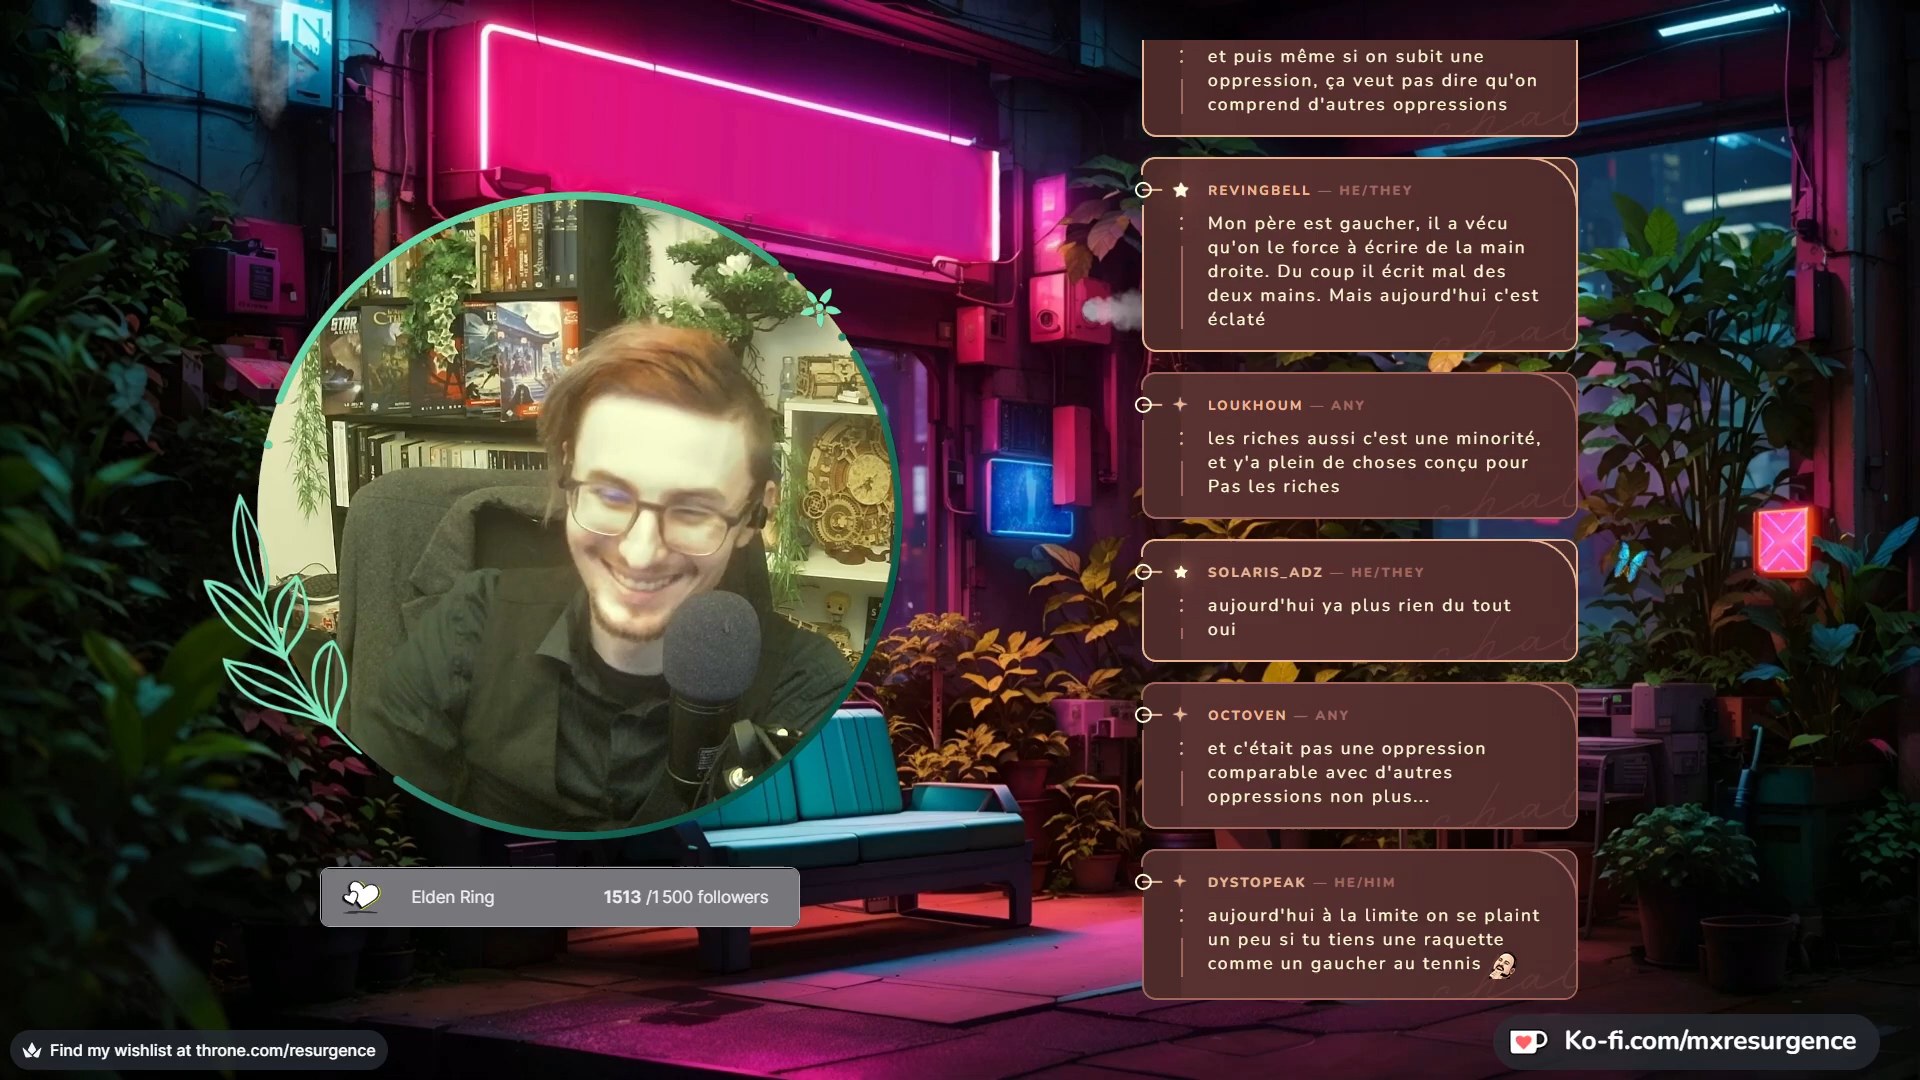 et puis même si on subit une
oppression, ça veut pas dire qu'on
comprend d'autres oppressions
REVINGBELL — HE/THEY
Mon père est gaucher, il a vécu
qu'on le force à écrire de la main
droite. Du coup il écrit mal des
deux mains. Mais aujourd'hui c'est
éclaté
LOUKHOUM — ANY
les riches aussi c'est une minorité,
et y'a plein de choses conçu pour
Pas les riches
SOLARIS_ADZ — HE/THEY
aujourd'hui ya plus rien du tout
oui
OCTOVEN — ANY
et c'était pas une oppression
comparable avec d'autres
oppressions non plus...
DYSTOPEAK — HE/HIM
aujourd'hui à la limite on se plaint
un peu si tu tiens une raquette
comme un gaucher au tennis
STAR
Elden Ring 1513 /1 500 followers
Find my wishlist at throne.com/resurgence
Ko-fi.com/mxresurgence